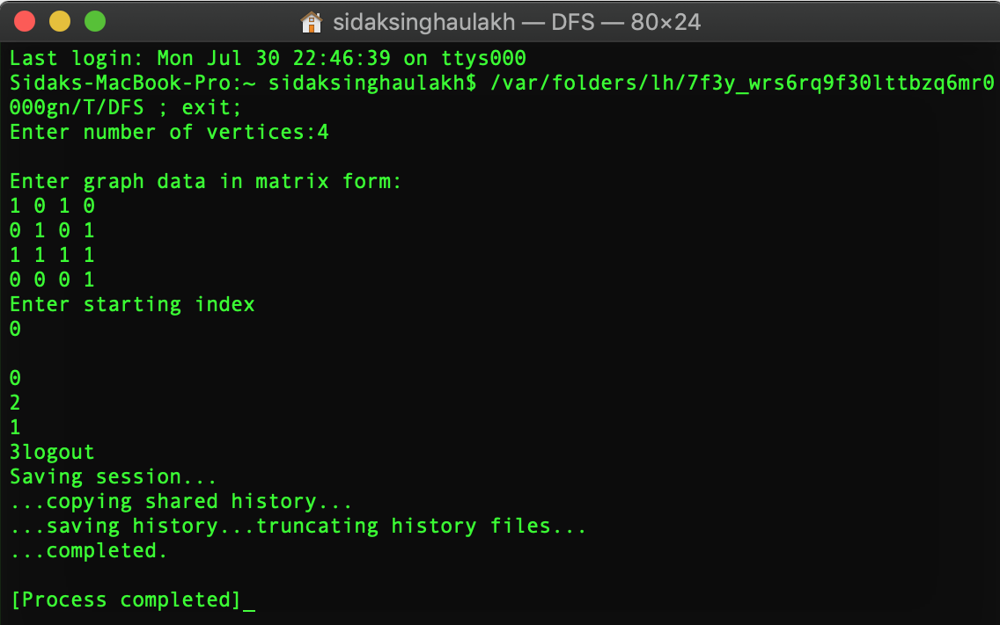 sidaksinghaulakh — DFS — 80×24
Last login: Mon Jul 30 22:46:39 on ttys000
Sidaks-MacBook-Pro:~ sidaksinghaulakh$ /var/folders/lh/7f3y_wrs6rq9f30lttbzq6mr0
000gn/T/DFS ; exit;
Enter number of vertices:4

Enter graph data in matrix form:
1 0 1 0
0 1 0 1
1 1 1 1
0 0 0 1
Enter starting index
0

0
2
1
3logout
Saving session...
...copying shared history...
...saving history...truncating history files...
...completed.

[Process completed]_